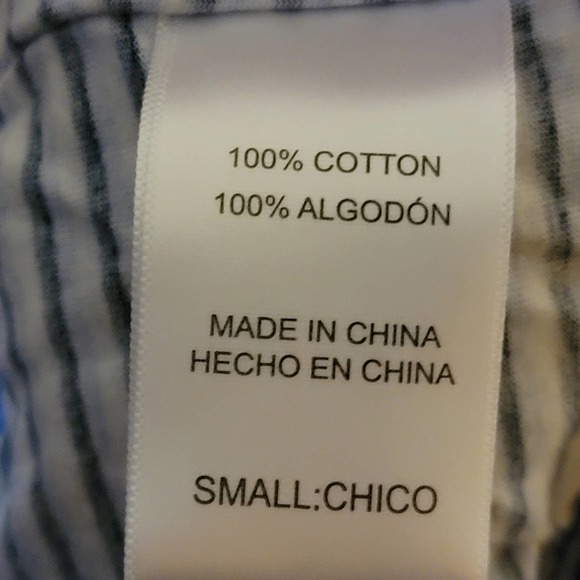 100% COTTON
100% ALGODÓN
MADE IN CHINA
HECHO EN CHINA
SMALL:CHICO